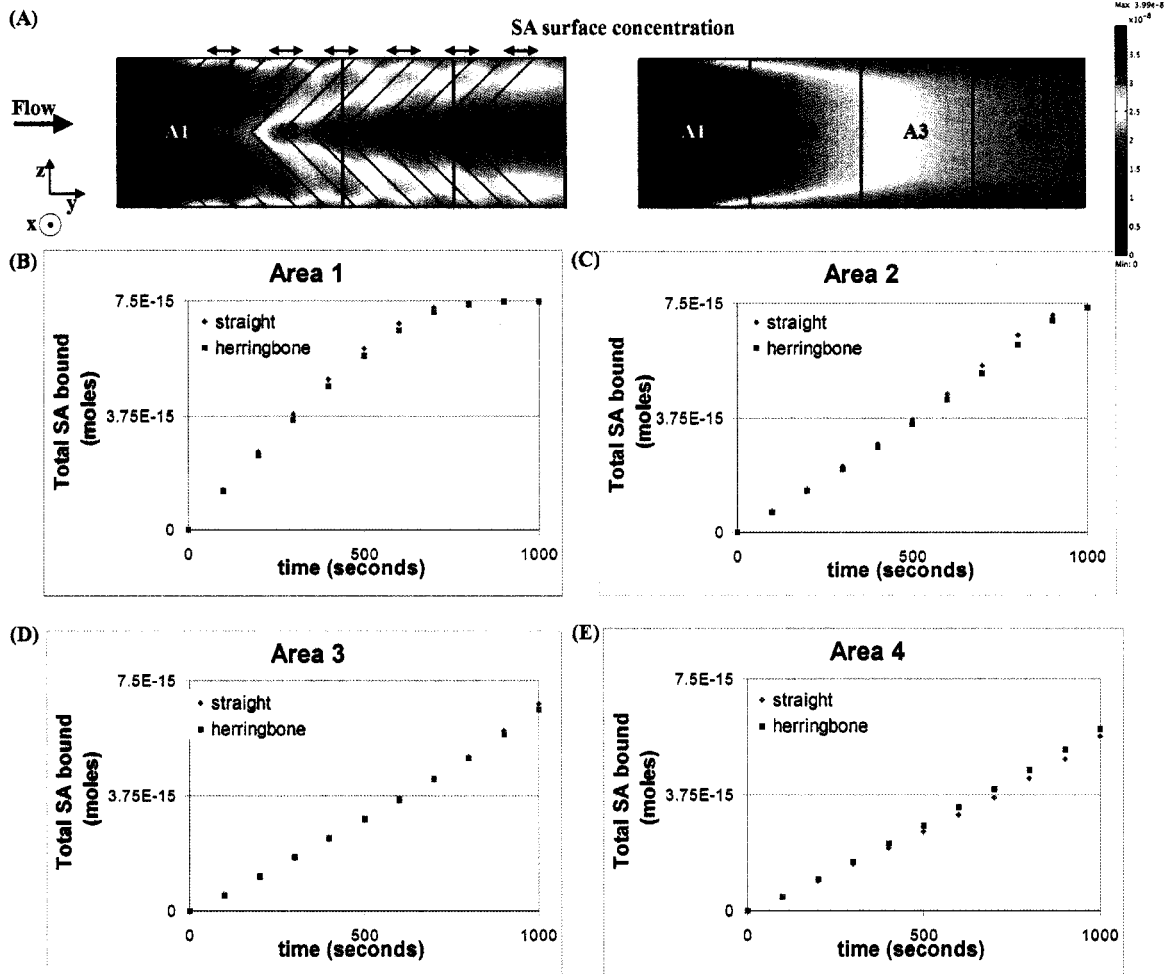 (A)
SA surface concentration
Flow
A1
z
y
x
A1
A3
Max: 3.99e-8
×10⁻⁸
3.5
3
2.5
2
1.5
1
0.5
0
Min: 0
(B)
Area 1
Total SA bound (moles)
7.5E-15
3.75E-15
0
straight
herringbone
0
500
1000
time (seconds)
(C)
Area 2
Total SA bound (moles)
7.5E-15
3.75E-15
0
straight
herringbone
0
500
1000
time (seconds)
(D)
Area 3
Total SA bound (moles)
7.5E-15
3.75E-15
0
straight
herringbone
0
500
1000
time (seconds)
(E)
Area 4
Total SA bound (moles)
7.5E-15
3.75E-15
0
straight
herringbone
0
500
1000
time (seconds)